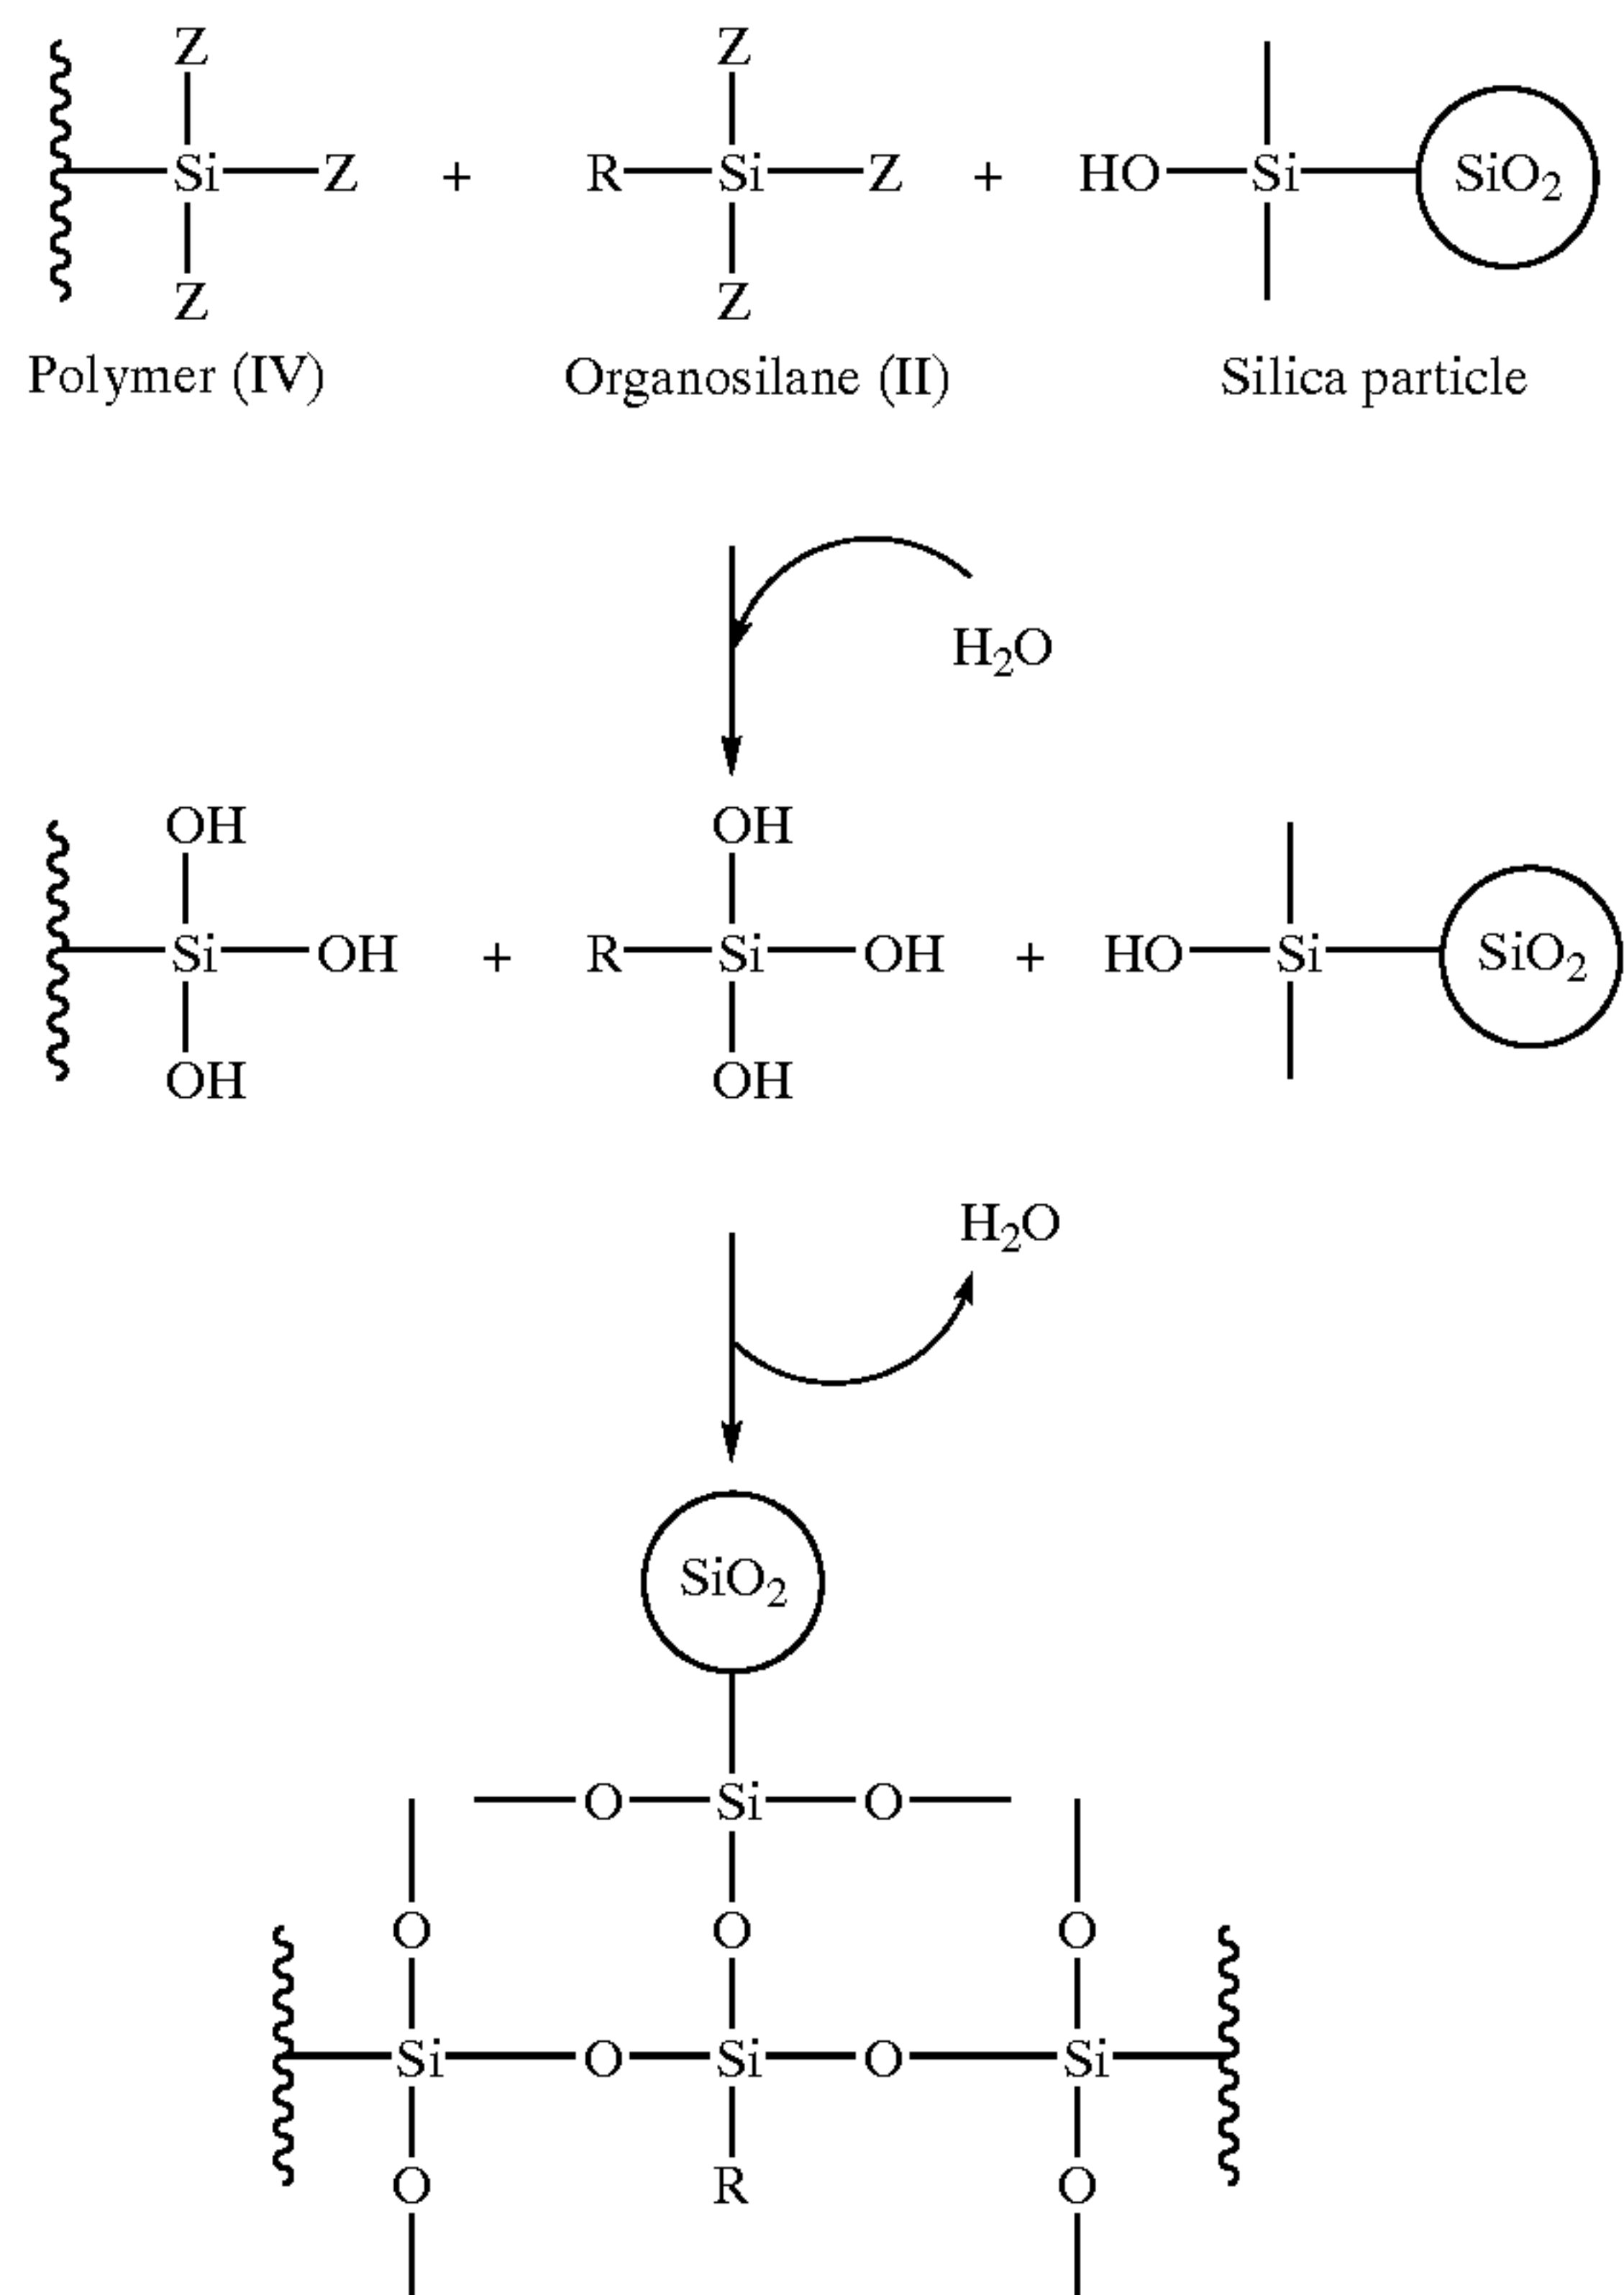 Z Z
Si Z + R Si Z + HO Si SiO2
Z Z
Polymer (IV) Organosilane (II) Silica particle
H2O
OH OH
Si OH + R Si OH + HO Si SiO2
OH OH
H2O
SiO2
O Si O
O O O
Si O Si O Si
O R O